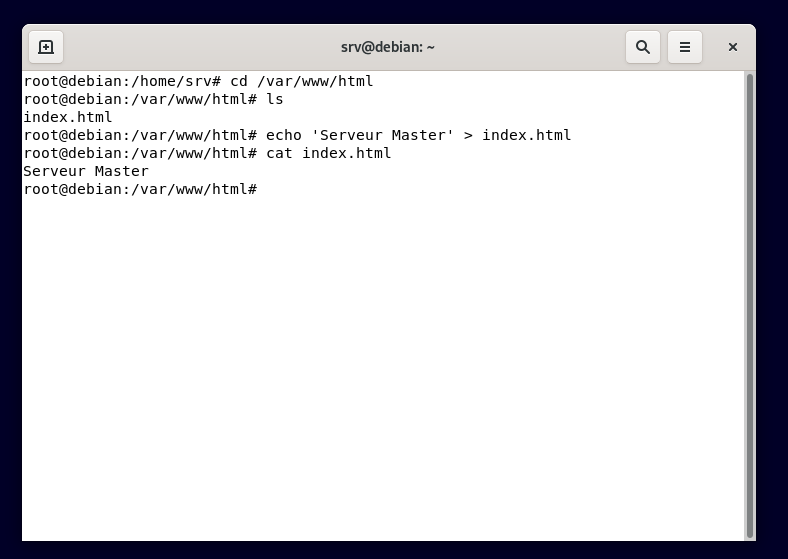 srv@debian: ~
root@debian:/home/srv# cd /var/www/html
root@debian:/var/www/html# ls
index.html
root@debian:/var/www/html# echo 'Serveur Master' > index.html
root@debian:/var/www/html# cat index.html
Serveur Master
root@debian:/var/www/html#